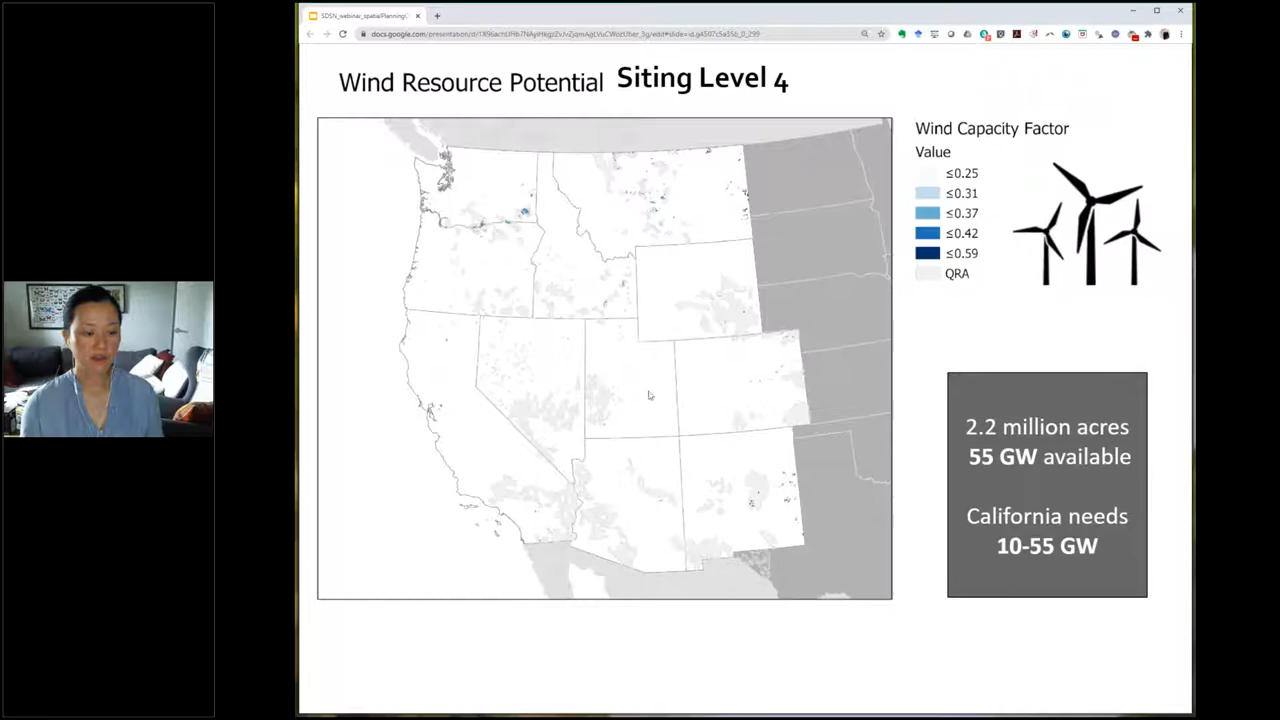 SDSN_webinar_spatialPlanning
Wind Resource Potential Siting Level 4
Wind Capacity Factor
Value
≤0.25
≤0.31
≤0.37
≤0.42
≤0.59
QRA
2.2 million acres
55 GW available
California needs
10-55 GW